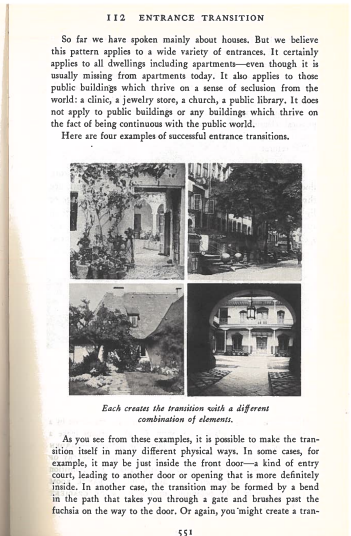 112 ENTRANCE TRANSITION
So far we have spoken mainly about houses. But we believe
this pattern applies to a wide variety of entrances. It certainly
applies to all dwellings including apartments—even though it is
usually missing from apartments today. It also applies to those
public buildings which thrive on a sense of seclusion from the
world: a clinic, a jewelry store, a church, a public library. It does
not apply to public buildings or any buildings which thrive on
the fact of being continuous with the public world.
Here are four examples of successful entrance transitions.
Each creates the transition with a different
combination of elements.
As you see from these examples, it is possible to make the tran-
sition itself in many different physical ways. In some cases, for
example, it may be just inside the front door—a kind of entry
court, leading to another door or opening that is more definitely
inside. In another case, the transition may be formed by a bend
in the path that takes you through a gate and brushes past the
fuchsia on the way to the door. Or again, you might create a tran-
551